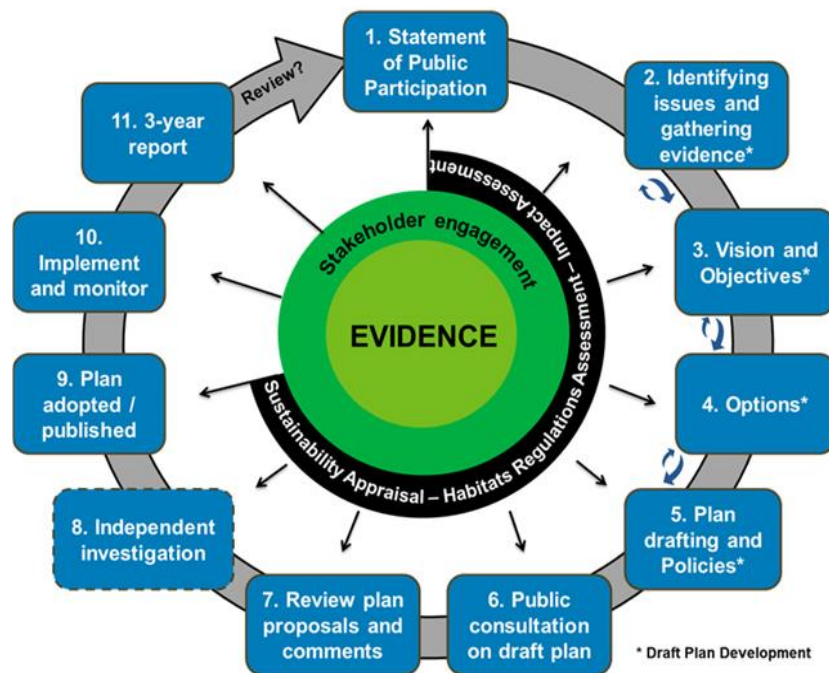 1. Statement
of Public
Participation
2. Identifying
issues and
gathering
evidence*
3. Vision and
Objectives*
4. Options*
5. Plan
drafting and
Policies*
6. Public
consultation
on draft plan
7. Review plan
proposals and
comments
8. Independent
investigation
9. Plan
adopted /
published
10.
Implement
and monitor
11. 3-year
report
Review?
Stakeholder engagement
EVIDENCE
Sustainability Appraisal – Habitats Regulations Assessment – Impact Assessment
* Draft Plan Development